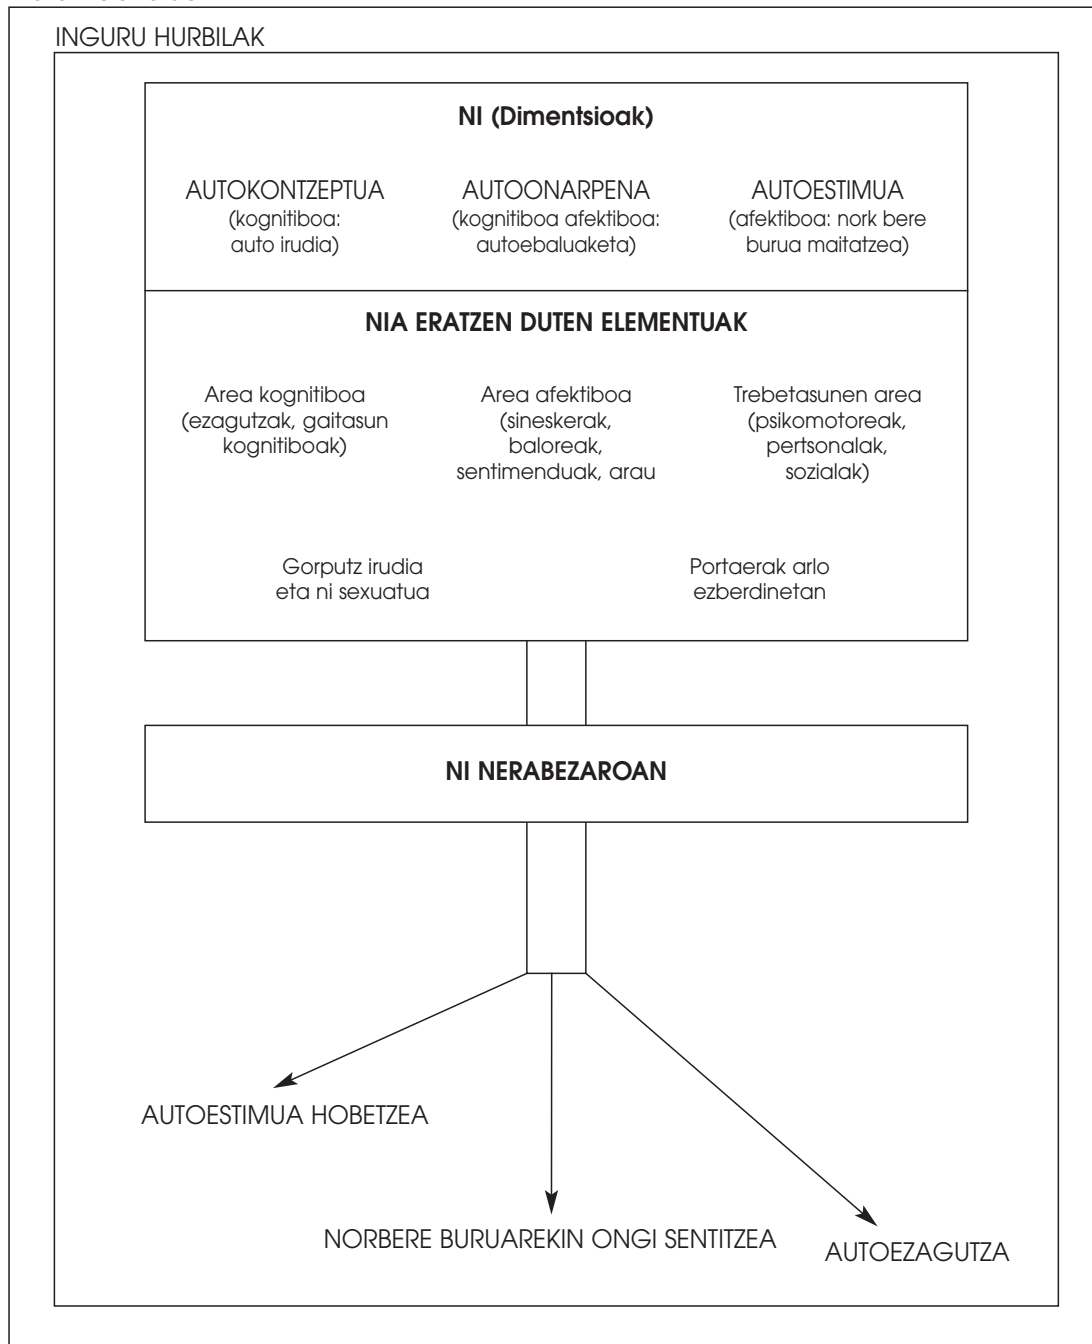 INGURU HURBILAK
NI (Dimentsioak)
AUTOKONTZEPTUA
(kognitiboa:
auto irudia)
AUTOONARPENA
(kognitiboa afektiboa:
autoebaluaketa)
AUTOESTIMUA
(afektiboa: nork bere
burua maitatzea)
NIA ERATZEN DUTEN ELEMENTUAK
Area kognitiboa
(ezagutzak, gaitasun
kognitiboak)
Area afektiboa
(sineskerak,
baloreak,
sentimenduak, arau
Trebetasunen area
(psikomotoreak,
pertsonalak,
sozialak)
Gorputz irudia
eta ni sexuatua
Portaerak arlo
ezberdinetan
NI NERABEZAROAN
AUTOESTIMUA HOBETZEA
NORBERE BURUAREKIN ONGI SENTITZEA
AUTOEZAGUTZA